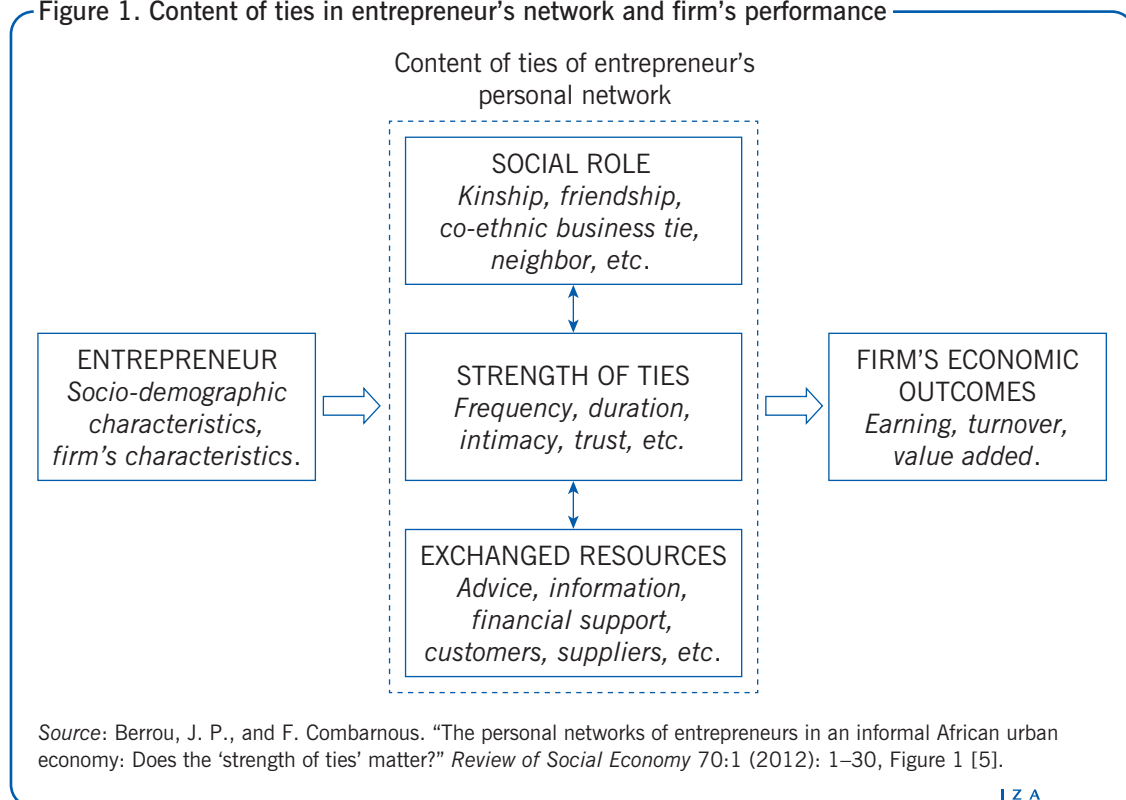 Figure 1. Content of ties in entrepreneur's network and firm's performance
Content of ties of entrepreneur's
personal network
SOCIAL ROLE
Kinship, friendship,
co-ethnic business tie,
neighbor, etc.
ENTREPRENEUR
Socio-demographic
characteristics,
firm's characteristics.
STRENGTH OF TIES
Frequency, duration,
intimacy, trust, etc.
FIRM'S ECONOMIC
OUTCOMES
Earning, turnover,
value added.
EXCHANGED RESOURCES
Advice, information,
financial support,
customers, suppliers, etc.
Source: Berrou, J. P., and F. Combarnous. “The personal networks of entrepreneurs in an informal African urban
economy: Does the ‘strength of ties’ matter?” Review of Social Economy 70:1 (2012): 1–30, Figure 1 [5].
I Z A